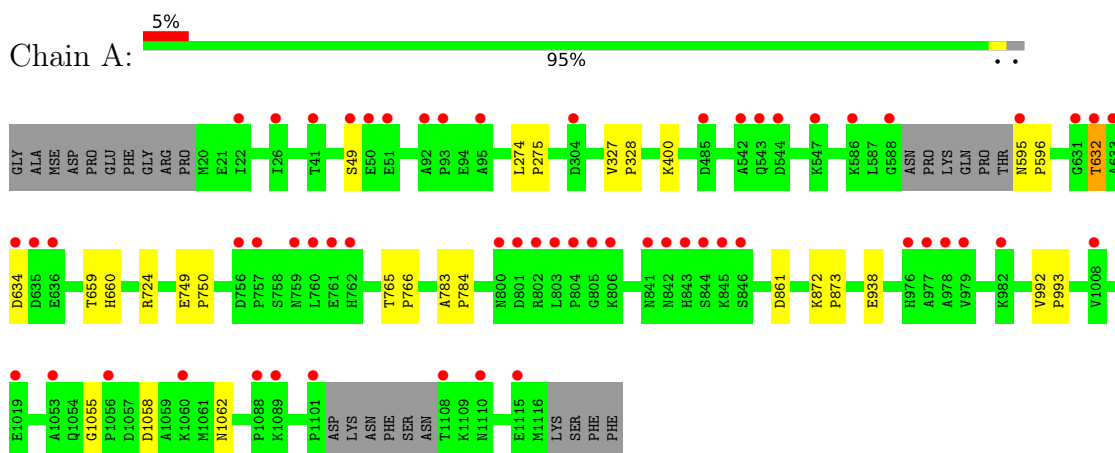 5%
Chain A:
95%
. .
GLY ALA MSE ASP PRO GLU PHE GLY ARG PRO M20 E21 I22 I26 T41 S49 E50 E51 A92 P93 E94 A95 L274 P275 D304 V327 P328 K400 D485 A542 Q543 D544 K547 K586 L587 G588 ASN PRO LYS GLN PRO THR N595 P596 G631 T632 A633
D634 D635 E636 T659 H660 R724 E749 P750 D756 P757 S758 N759 L760 E761 H762 T765 P766 A783 P784 N800 D801 R802 L803 P804 G805 K806 N841 N842 H843 S844 K845 S846 D861 K872 P873 E938 H976 A977 A978 V979 K982 V992 P993 V1008
E1019 A1053 Q1054 G1055 P1056 D1057 D1058 A1059 K1060 M1061 N1062 P1088 K1089 P1101 ASP LYS ASN PHE SER ASN T1108 K1109 N1110 E1115 M1116 LYS SER PHE PHE